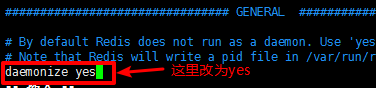 ############################## GENERAL ############
# By default Redis does not run as a daemon. Use 'yes
# Note that Redis will write a pid file in /var/run/r
daemonize yes
这里改为yes